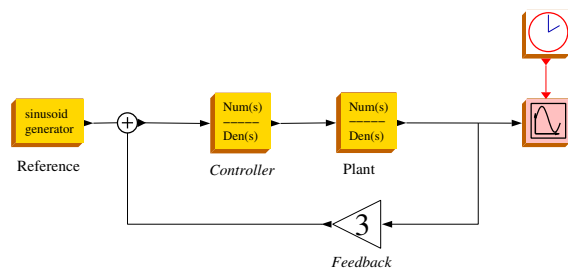 sinusoid
generator
Reference
+
Num(s)
-----
Den(s)
Controller
Num(s)
-----
Den(s)
Plant
3
Feedback